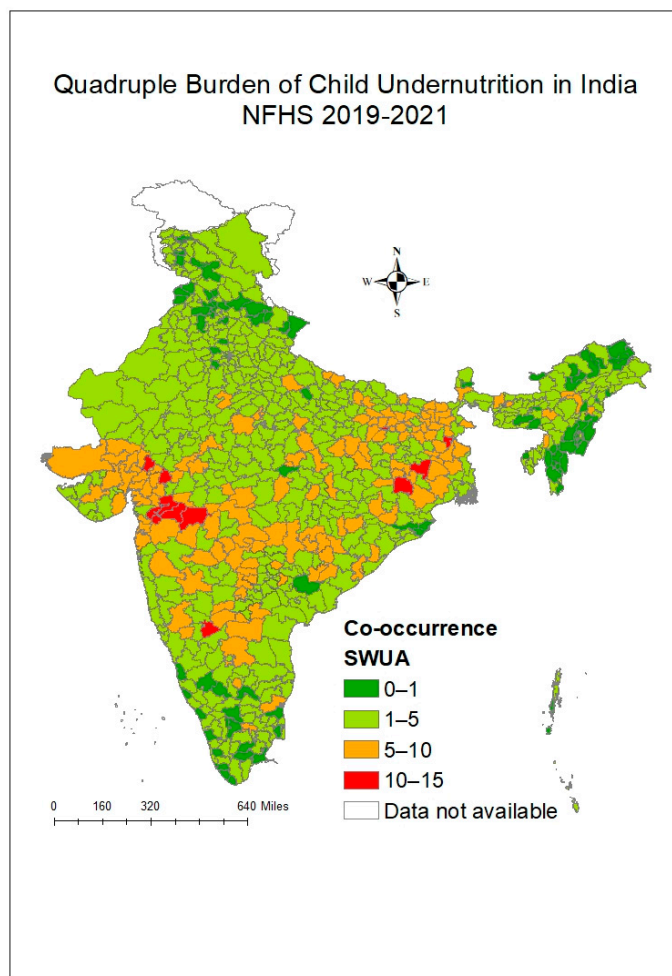 Quadruple Burden of Child Undernutrition in India
NFHS 2019-2021
N
W E
S
Co-occurrence
SWUA
0–1
1–5
5–10
10–15
Data not available
0 160 320 640 Miles